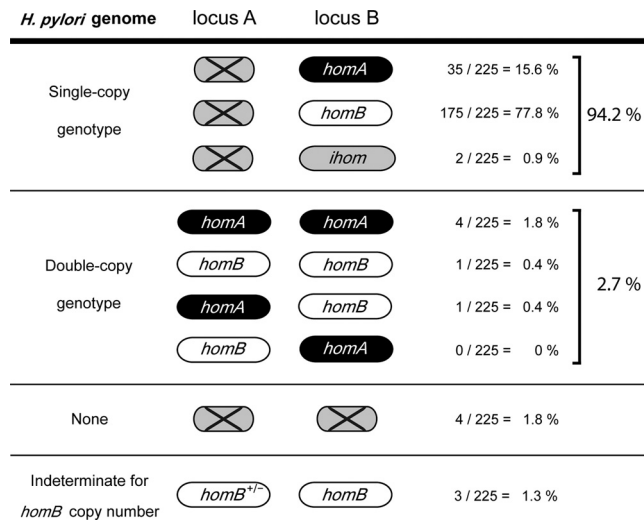 H. pylori genome locus A locus B
homA 35 / 225 = 15.6 %
Single-copy
genotype
homB 175 / 225 = 77.8 %
94.2 %
ihom 2 / 225 = 0.9 %
homA homA 4 / 225 = 1.8 %
Double-copy
genotype
homB homB 1 / 225 = 0.4 %
2.7 %
homA homB 1 / 225 = 0.4 %
homB homA 0 / 225 = 0 %
None 4 / 225 = 1.8 %
Indeterminate for
homB copy number
homB+/− homB 3 / 225 = 1.3 %